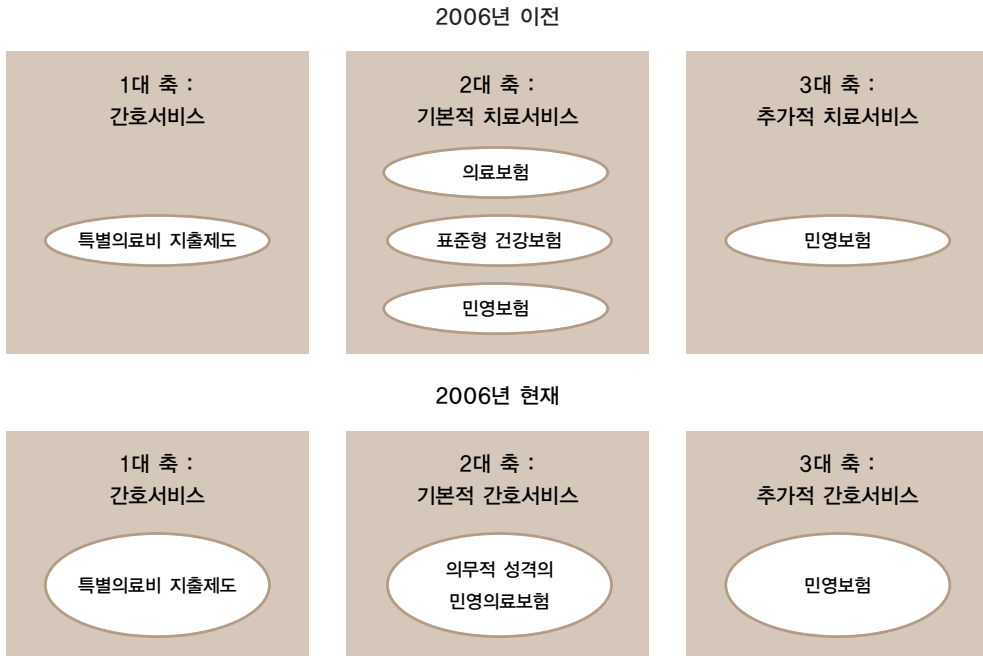 2006년 이전
1대 축 :
간호서비스
특별의료비 지출제도
2대 축 :
기본적 치료서비스
의료보험
표준형 건강보험
민영보험
3대 축 :
추가적 치료서비스
민영보험
2006년 현재
1대 축 :
간호서비스
특별의료비 지출제도
2대 축 :
기본적 간호서비스
의무적 성격의
민영의료보험
3대 축 :
추가적 간호서비스
민영보험